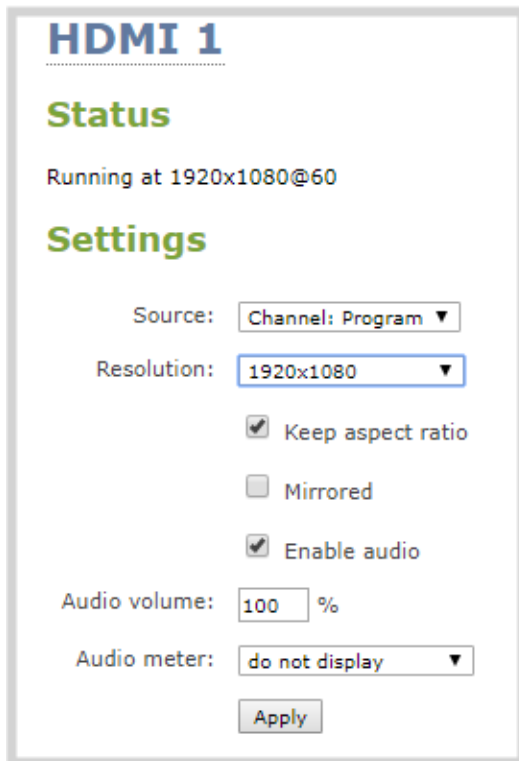 HDMI 1
Status
Running at 1920x1080@60
Settings
Source: Channel: Program
Resolution: 1920x1080
Keep aspect ratio
Mirrored
Enable audio
Audio volume: 100 %
Audio meter: do not display
Apply